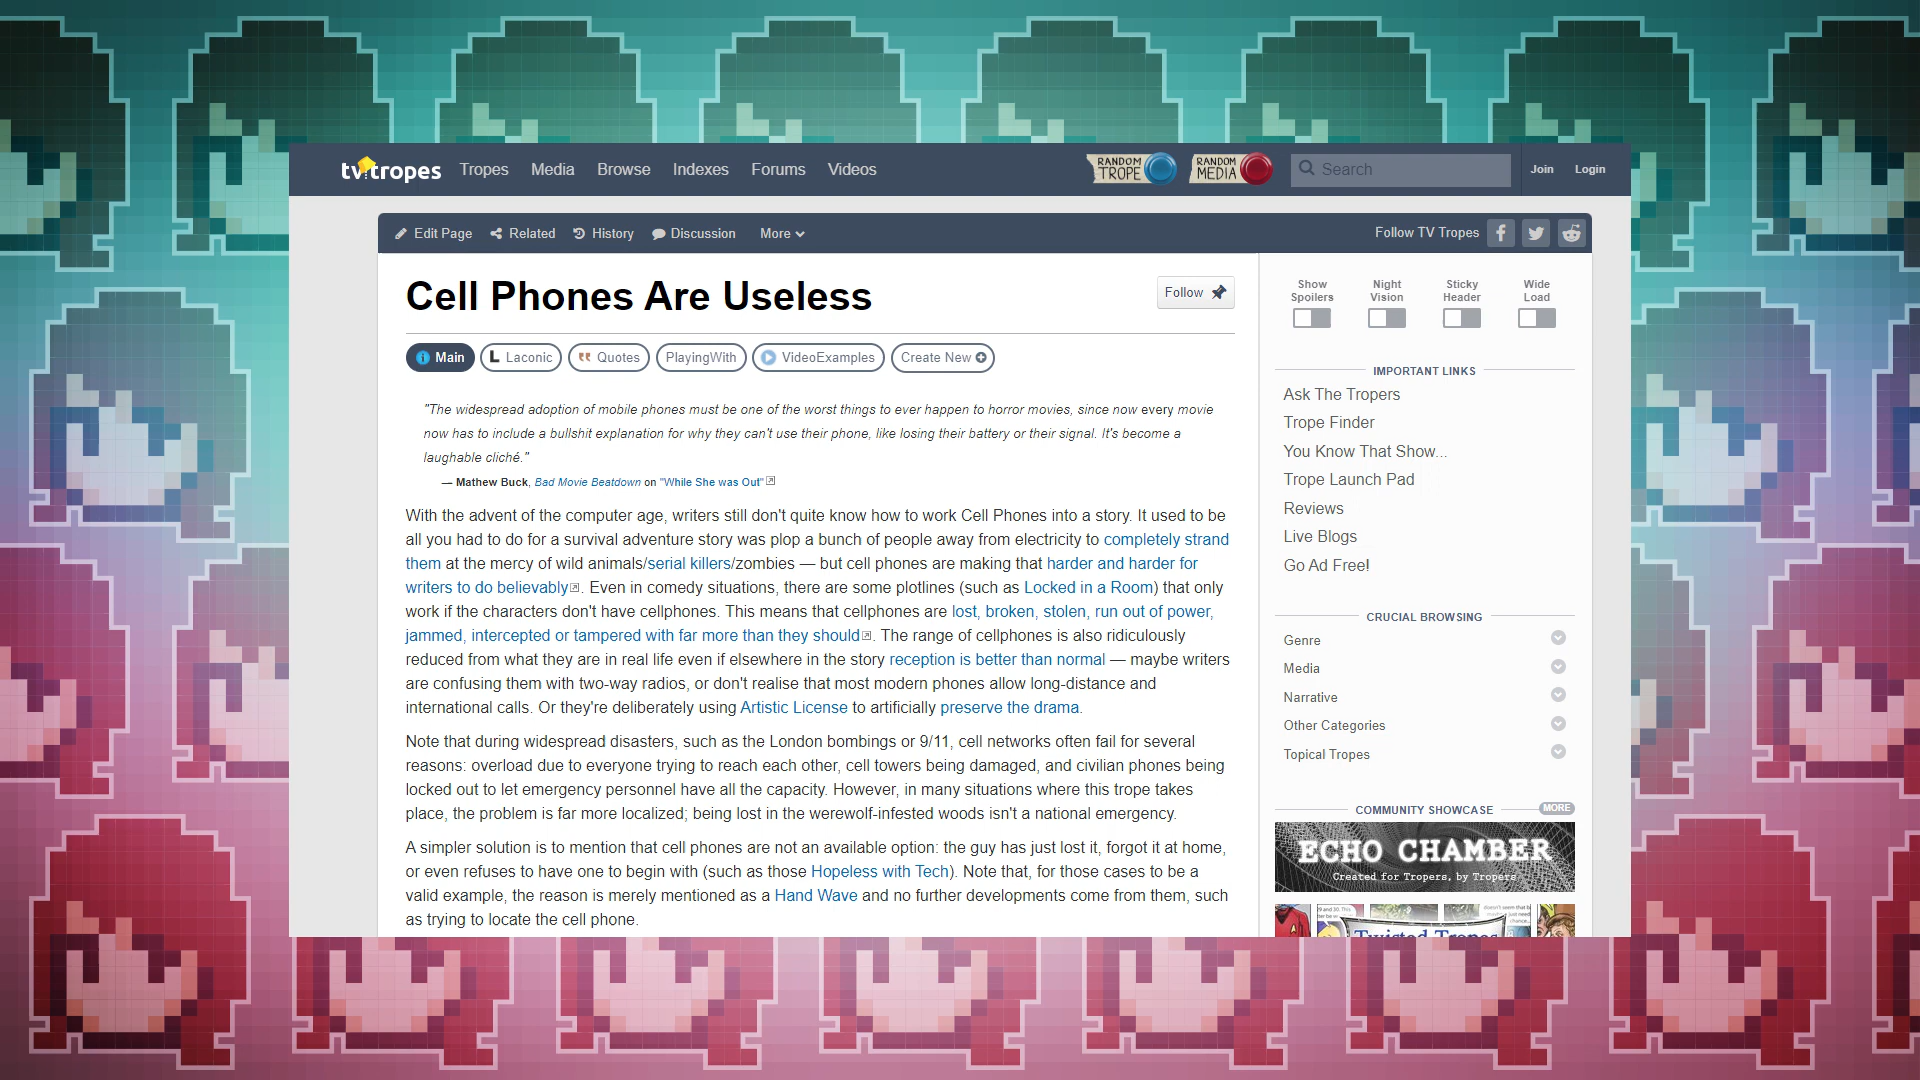 tvtropes Tropes Media Browse Indexes Forums Videos RANDOM TROPE RANDOM MEDIA Search Join Login
Edit Page Related History Discussion More Follow TV Tropes
Cell Phones Are Useless
Follow
Main Laconic Quotes PlayingWith VideoExamples Create New
"The widespread adoption of mobile phones must be one of the worst things to ever happen to horror movies, since now every movie
now has to include a bullshit explanation for why they can't use their phone, like losing their battery or their signal. It's become a
laughable cliché."
— Mathew Buck, Bad Movie Beatdown on "While She was Out"
With the advent of the computer age, writers still don't quite know how to work Cell Phones into a story. It used to be
all you had to do for a survival adventure story was plop a bunch of people away from electricity to completely strand
them at the mercy of wild animals/serial killers/zombies — but cell phones are making that harder and harder for
writers to do believably. Even in comedy situations, there are some plotlines (such as Locked in a Room) that only
work if the characters don't have cellphones. This means that cellphones are lost, broken, stolen, run out of power,
jammed, intercepted or tampered with far more than they should. The range of cellphones is also ridiculously
reduced from what they are in real life even if elsewhere in the story reception is better than normal — maybe writers
are confusing them with two-way radios, or don't realise that most modern phones allow long-distance and
international calls. Or they're deliberately using Artistic License to artificially preserve the drama.
Note that during widespread disasters, such as the London bombings or 9/11, cell networks often fail for several
reasons: overload due to everyone trying to reach each other, cell towers being damaged, and civilian phones being
locked out to let emergency personnel have all the capacity. However, in many situations where this trope takes
place, the problem is far more localized; being lost in the werewolf-infested woods isn't a national emergency.
A simpler solution is to mention that cell phones are not an available option: the guy has just lost it, forgot it at home,
or even refuses to have one to begin with (such as those Hopeless with Tech). Note that, for those cases to be a
valid example, the reason is merely mentioned as a Hand Wave and no further developments come from them, such
as trying to locate the cell phone.
Show Spoilers
Night Vision
Sticky Header
Wide Load
IMPORTANT LINKS
Ask The Tropers
Trope Finder
You Know That Show...
Trope Launch Pad
Reviews
Live Blogs
Go Ad Free!
CRUCIAL BROWSING
Genre
Media
Narrative
Other Categories
Topical Tropes
COMMUNITY SHOWCASE MORE
ECHO CHAMBER
Created for Tropers, by Tropers
Twisted Tropes